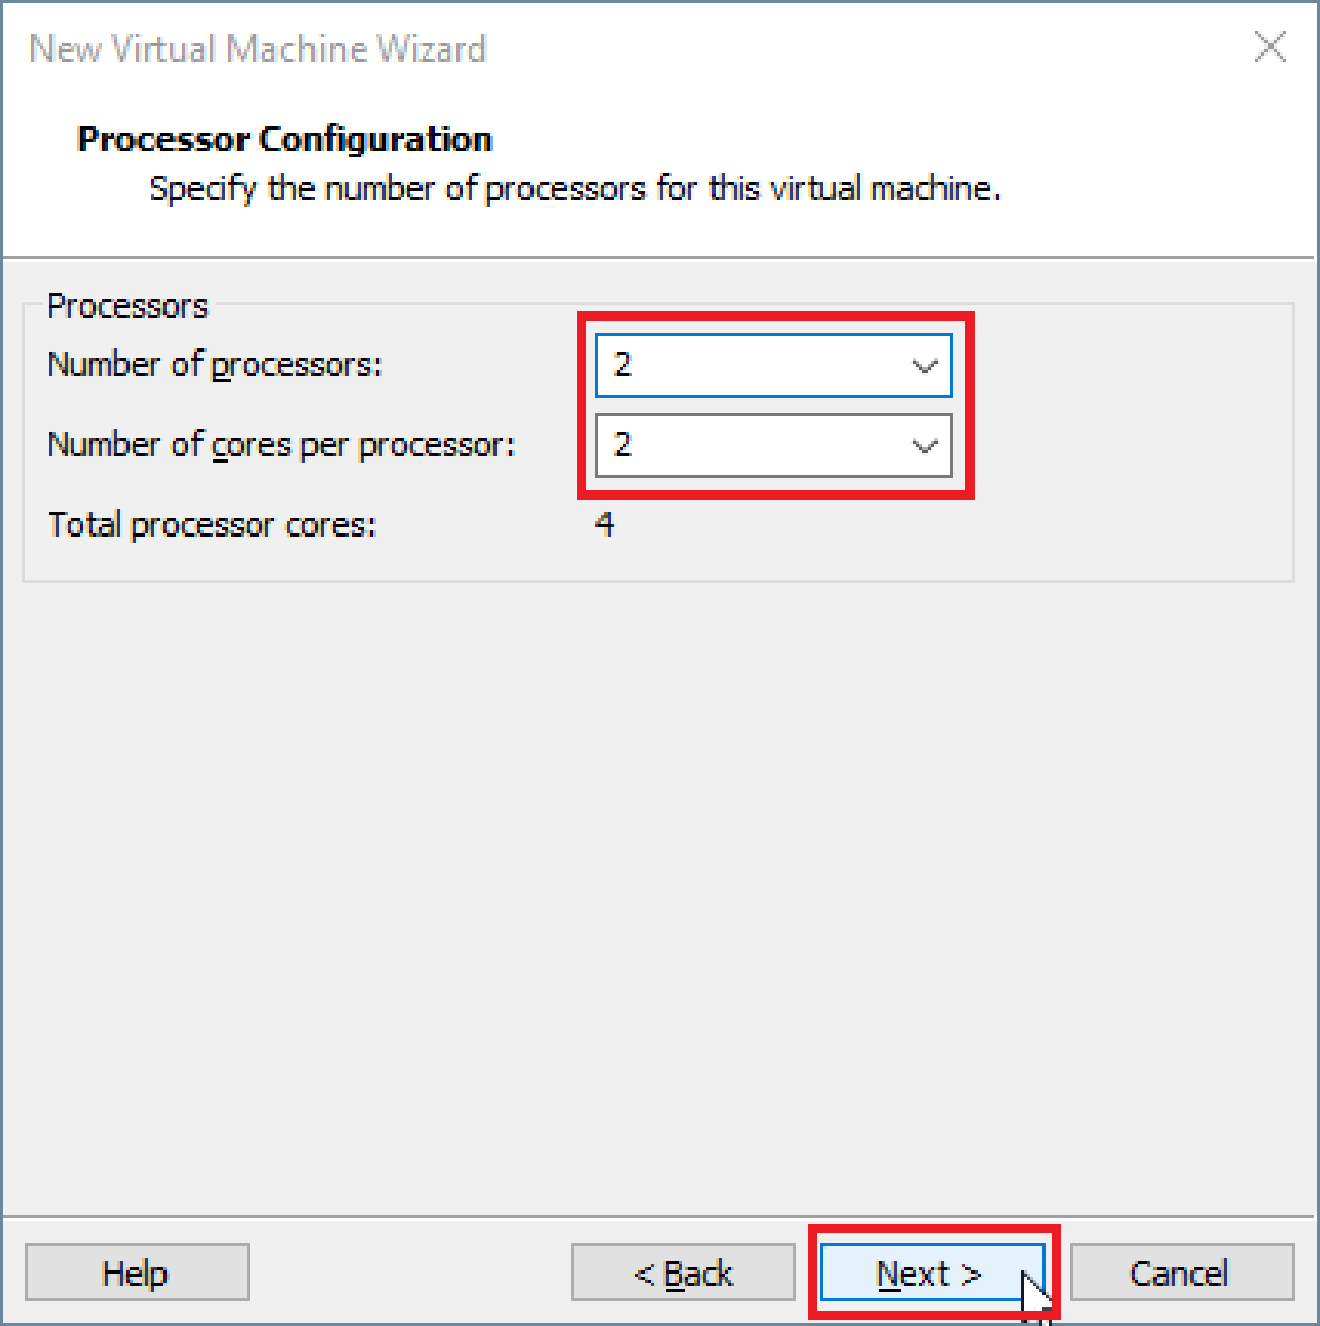 New Virtual Machine Wizard
Processor Configuration
Specify the number of processors for this virtual machine.
Processors
Number of processors: 2
Number of cores per processor: 2
Total processor cores: 4
Help < Back Next > Cancel